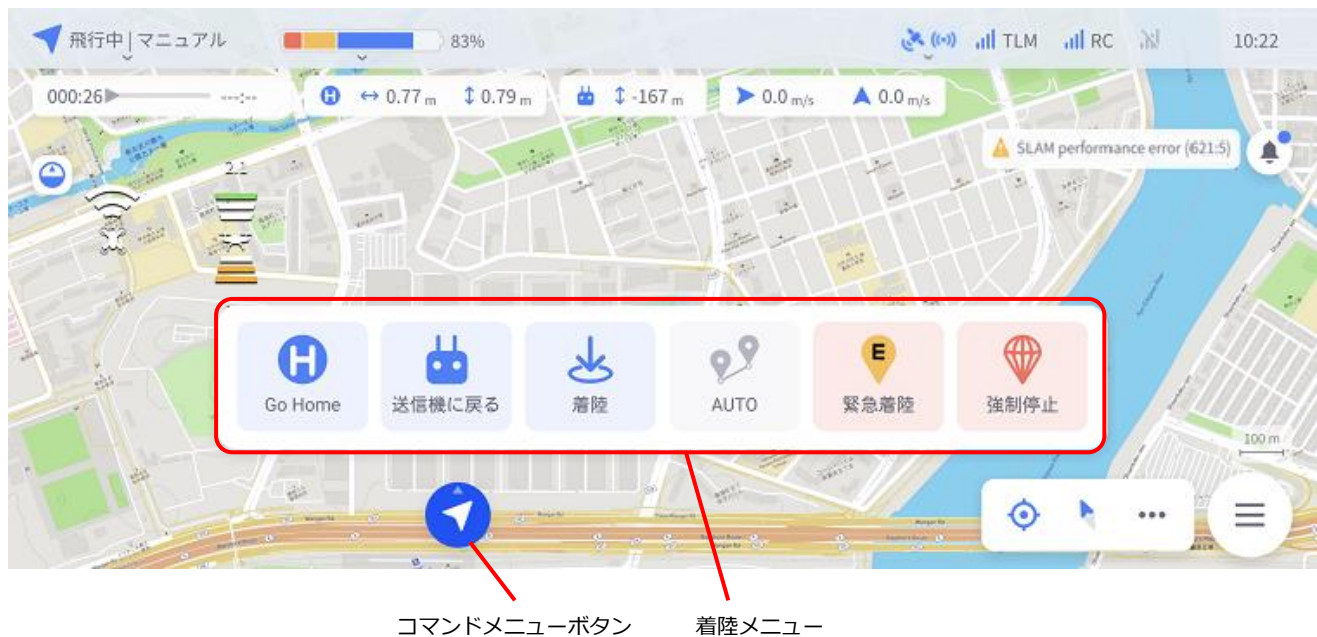 飛行中 | マニュアル
83%
TLM
RC
10:22
000:26
---:--
H
0.77 m
0.79 m
-167 m
0.0 m/s
0.0 m/s
SLAM performance error (621:5)
2.1
H
Go Home
送信機に戻る
着陸
AUTO
E
緊急着陸
強制停止
100 m
コマンドメニューボタン
着陸メニュー